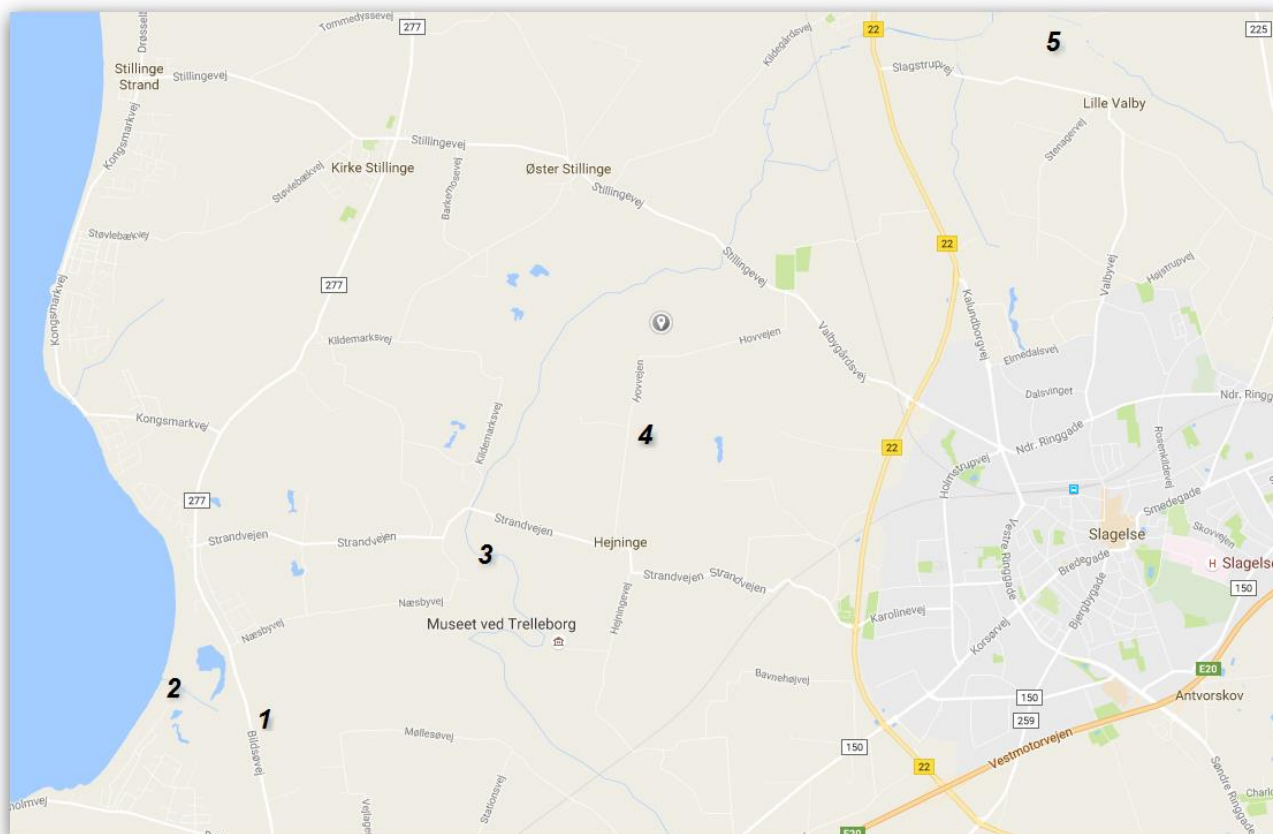 Tommedyssevej
277
Kildegårdsvej
22
5
225
Stillinge
Strand
Stillingevej
Slagstrupvej
Lille Valby
Kongsmarkvej
Kirke Stillinge
Stillingevej
Øster Stillinge
Stenagervej
Støvlebækvej
Barkemosevej
Stillingevej
Støvlebækvej
22
Stillingevej
Valbyvej
Højstrupvej
277
Kongsmarkvej
Kalundborgvej
Kildemarksvej
Hovvejen
Valbygårdsvej
Elmedalsvej
Hovvejen
Dalsvinget
Ndr. Ringg
Kongsmarkvej
Kildemarksvej
4
22
Holmstrupvej
Ndr. Ringgade
Rosenkildevej
277
Smedegade
Strandvejen
Vestre Ringgade
Skovvejen
Strandvejen
Strandvejen
3
Hejninge
Slagelse
Bredegade
H Slagelse
Strandvejen
Strandvejen
150
Næsbyvej
Hejningevej
Karolinevej
Bjergbygade
Museet ved Trelleborg
Næsbyvej
Korsørvej
E20
2
Bavnehøjvej
150
Antvorskov
1
259
Bildsøvej
Møllesøvej
150
Vestmotorvejen
22
Stationsvej
Søndre Ringgade
Charlo
holmvej
Vejlager
E20